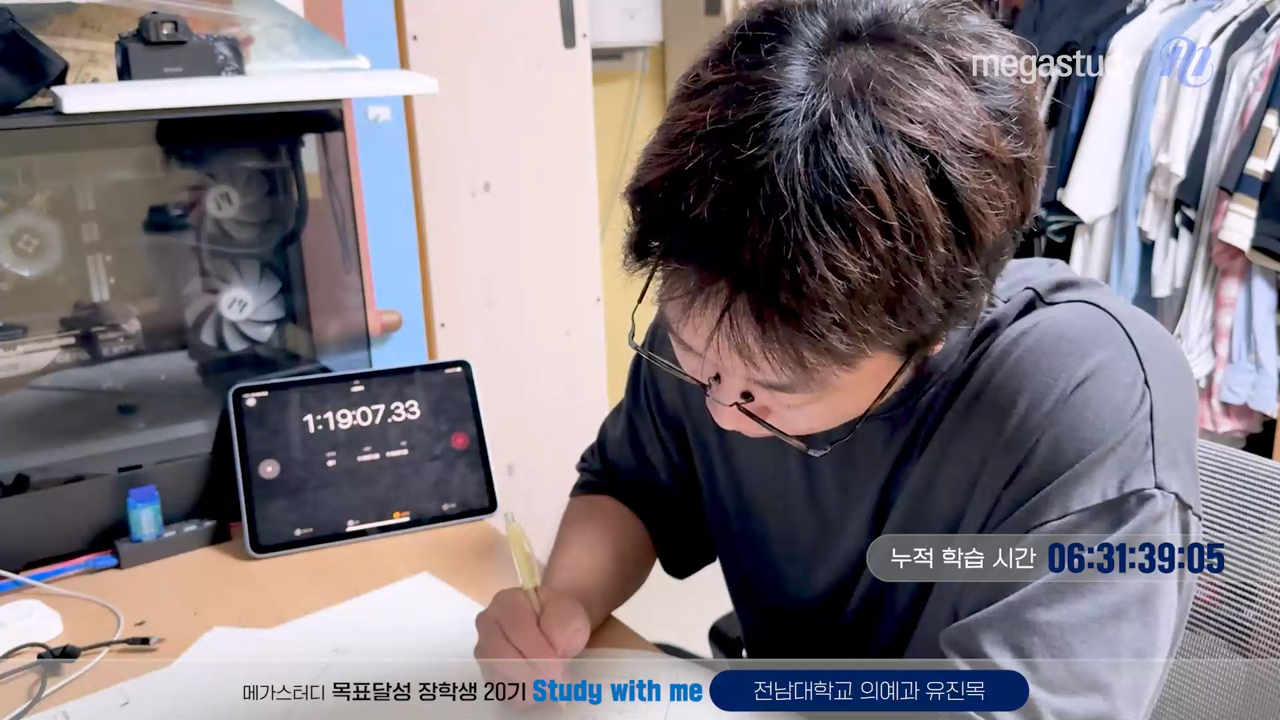 megastudy
1:19:07.33
누적 학습 시간 06:31:39:05
메가스터디 목표달성 장학생 20기 Study with me 전남대학교 의예과 유진목